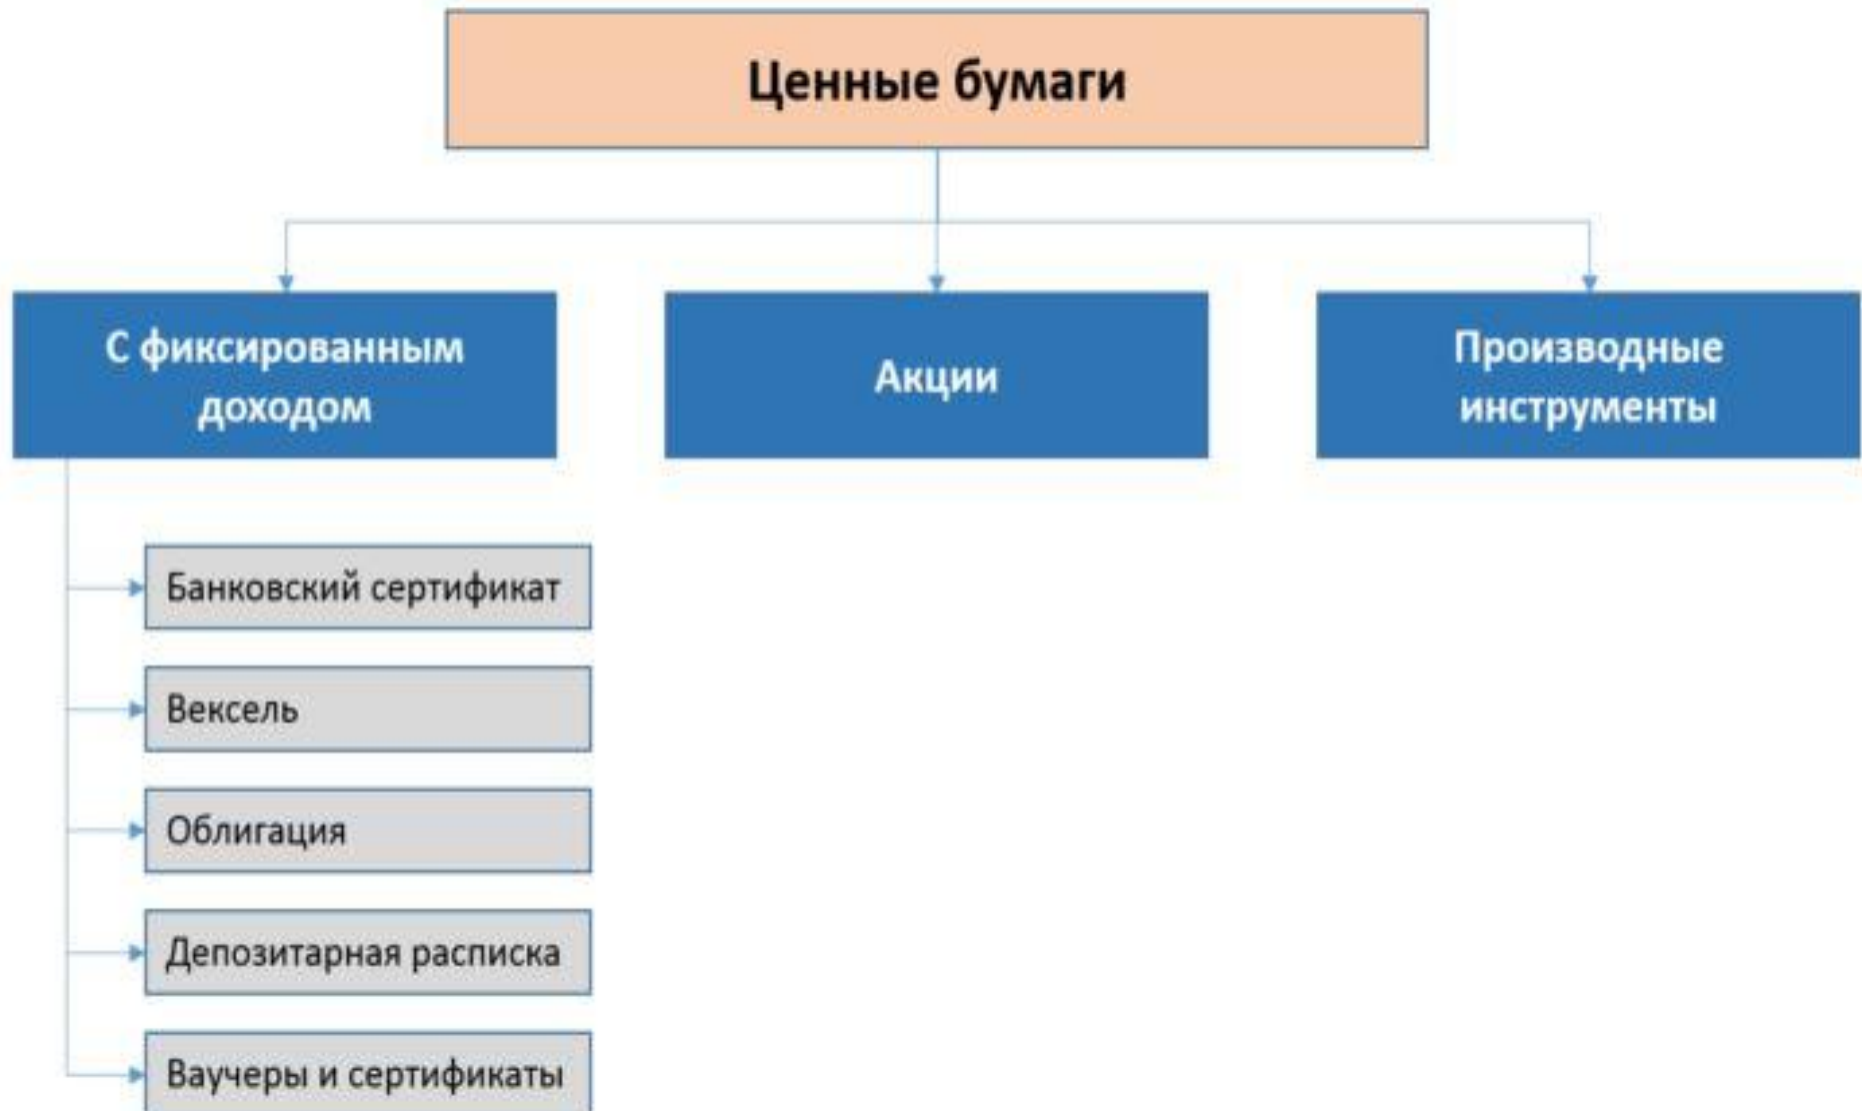 Ценные бумаги
С фиксированным
доходом
Акции
Производные
инструменты
Банковский сертификат
Вексель
Облигация
Депозитарная расписка
Ваучеры и сертификаты